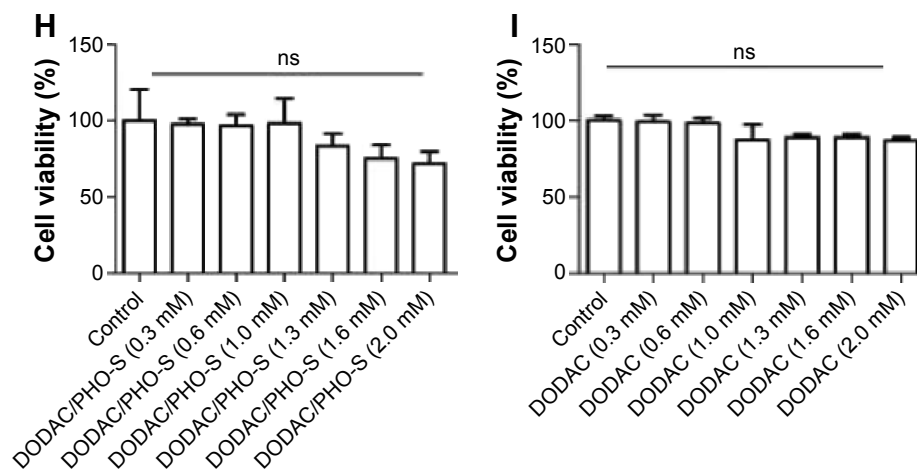 H
Cell viability (%)
150
100
50
0
ns
Control
DODAC/PHO-S (0.3 mM)
DODAC/PHO-S (0.6 mM)
DODAC/PHO-S (1.0 mM)
DODAC/PHO-S (1.3 mM)
DODAC/PHO-S (1.6 mM)
DODAC/PHO-S (2.0 mM)
I
Cell viability (%)
150
100
50
0
ns
Control
DODAC (0.3 mM)
DODAC (0.6 mM)
DODAC (1.0 mM)
DODAC (1.3 mM)
DODAC (1.6 mM)
DODAC (2.0 mM)